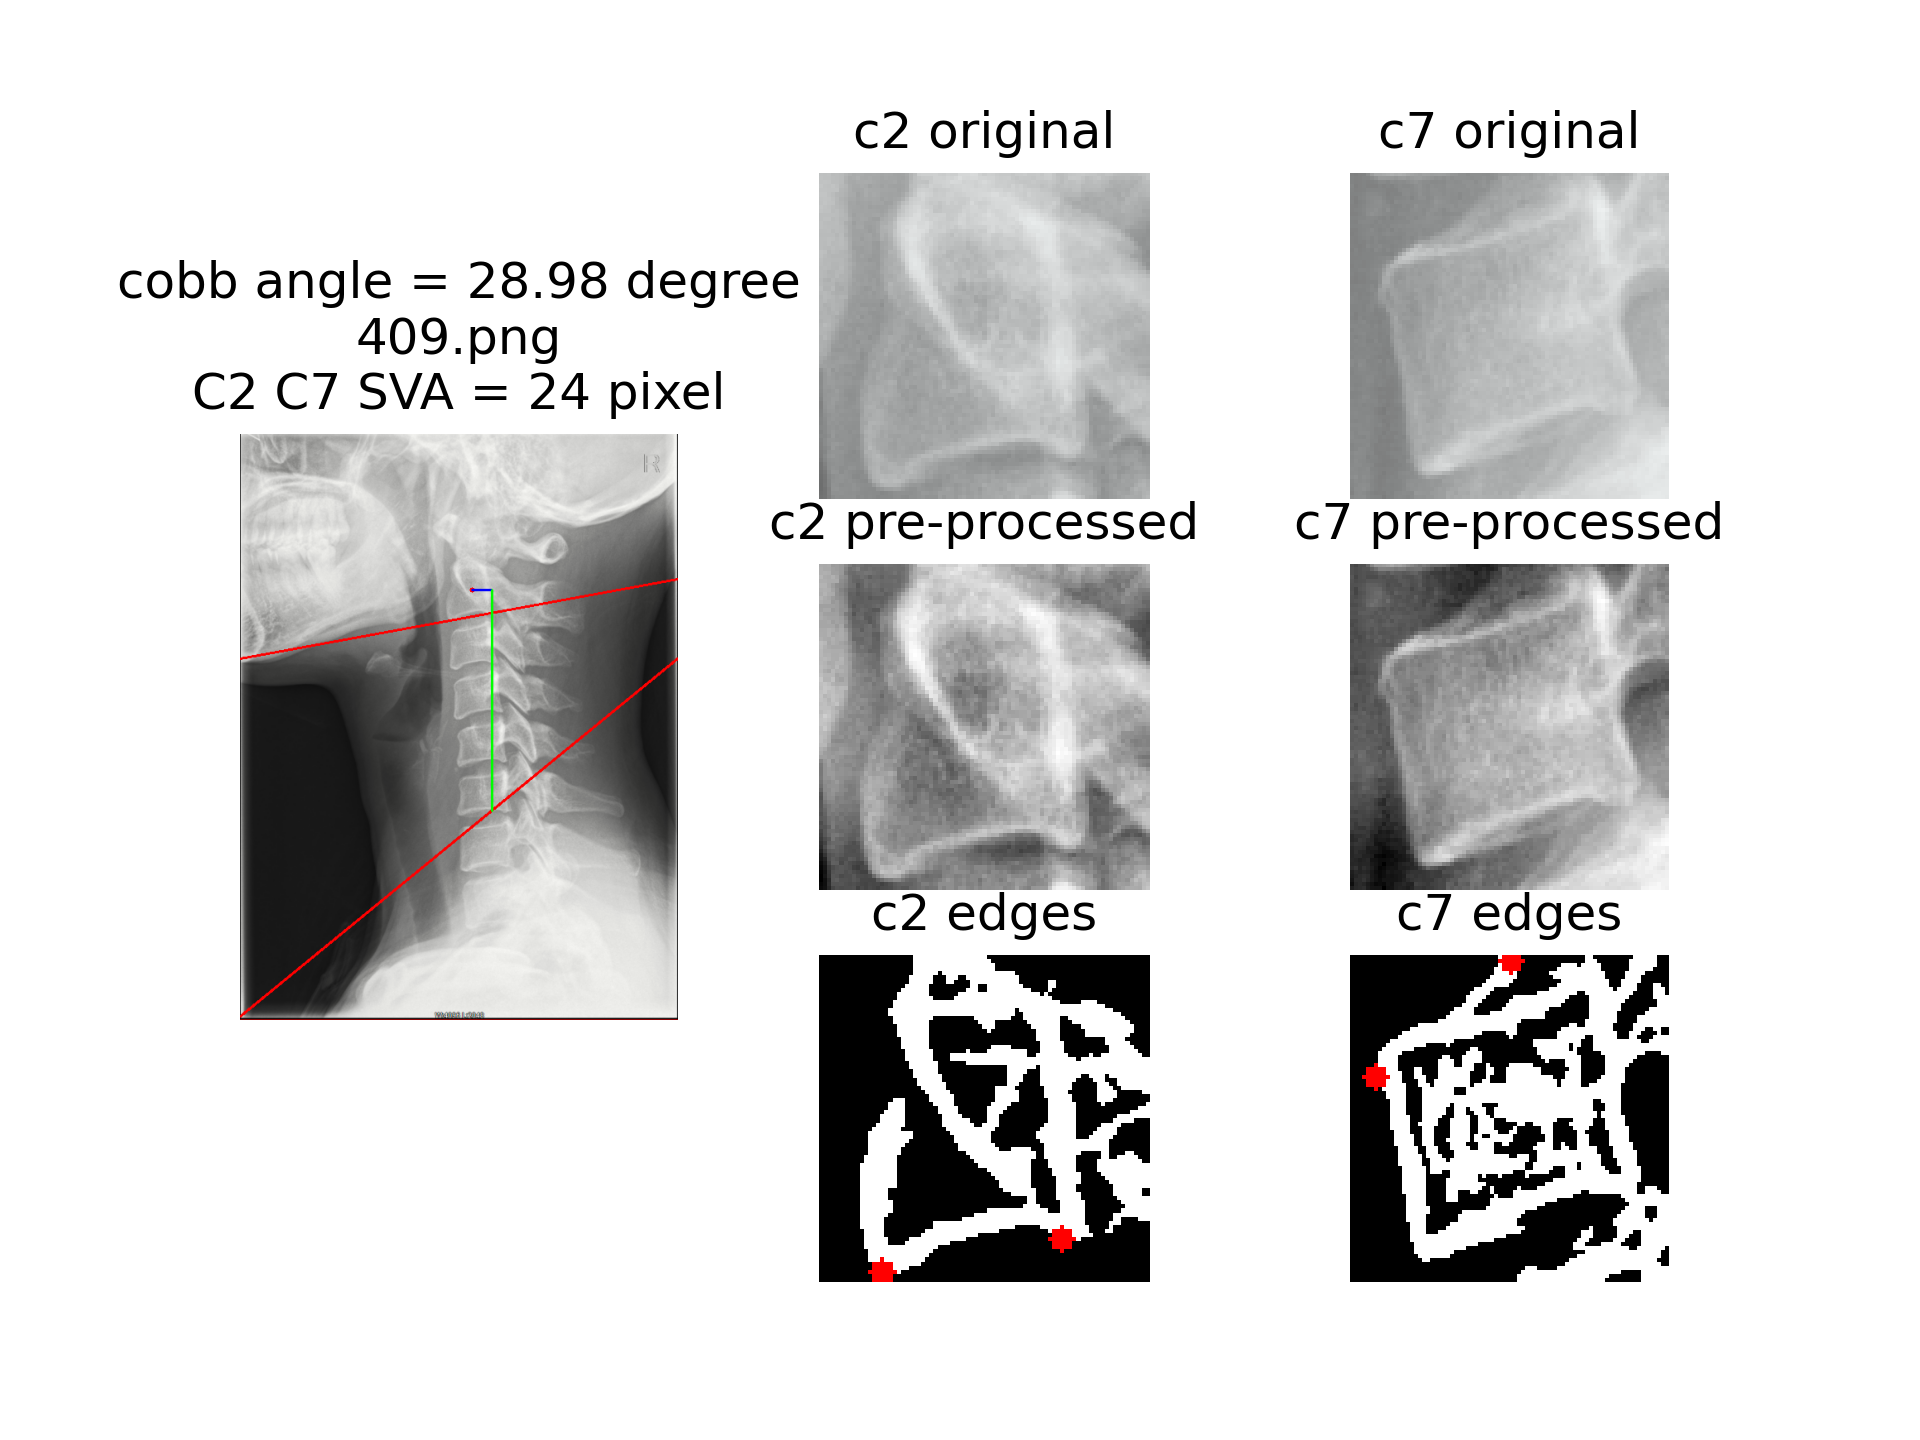 cobb angle = 28.98 degree
409.png
C2 C7 SVA = 24 pixel
R
c2 original
c7 original
c2 pre-processed
c7 pre-processed
c2 edges
c7 edges